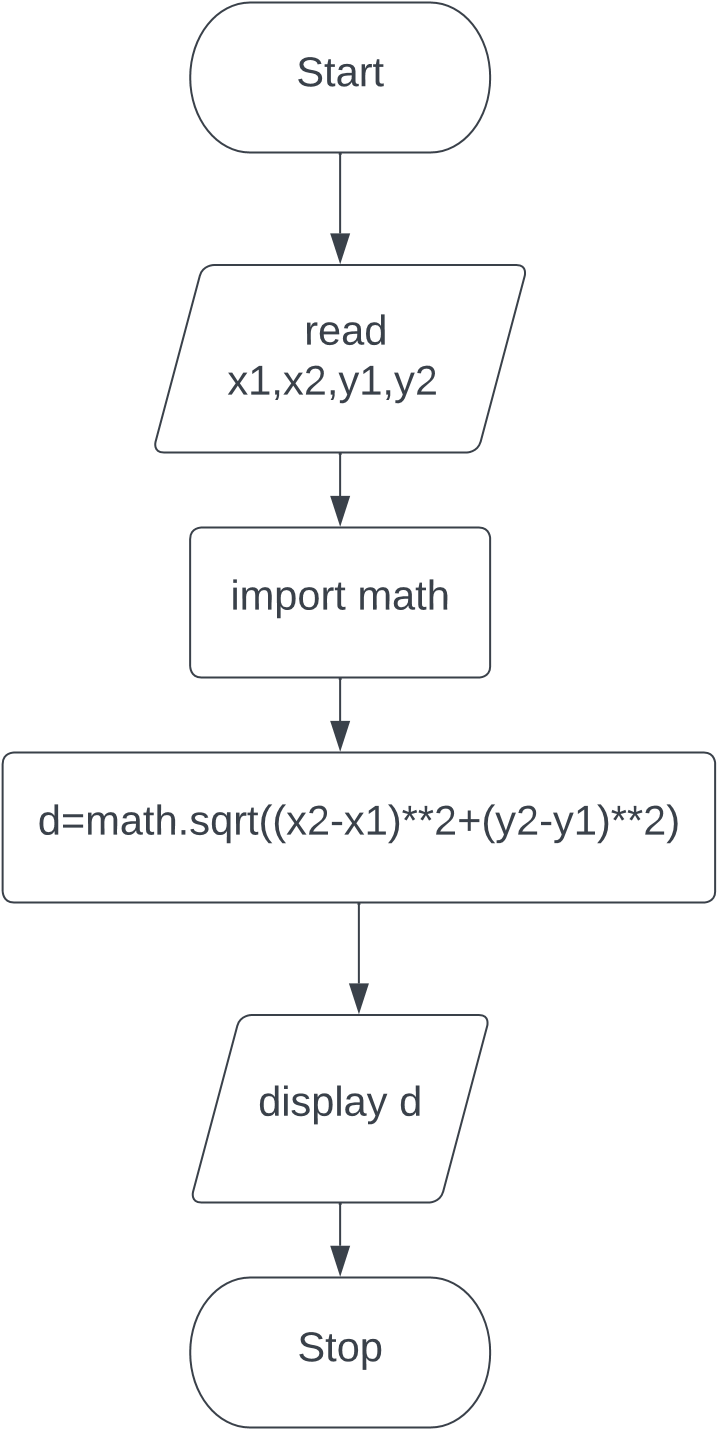 Start
read
x1,x2,y1,y2
import math
d=math.sqrt((x2-x1)**2+(y2-y1)**2)
display d
Stop